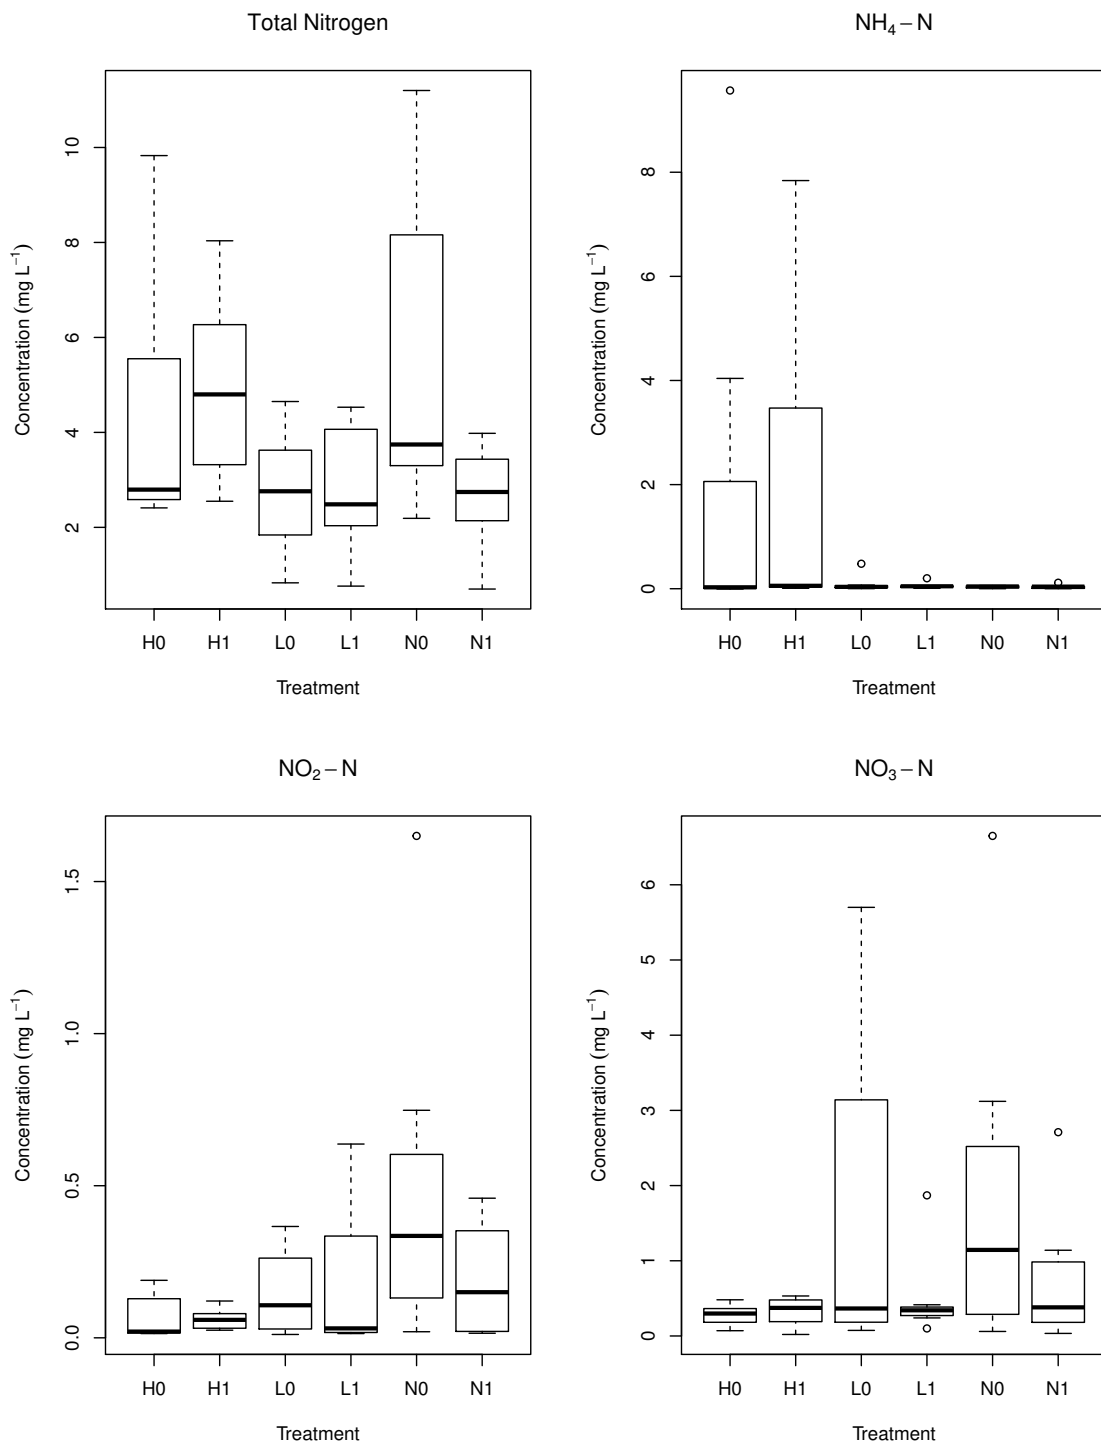 Total Nitrogen
Concentration (mg L⁻¹)
10
8
6
4
2
H0 H1 L0 L1 N0 N1
Treatment
NH₄ − N
Concentration (mg L⁻¹)
8
6
4
2
0
H0 H1 L0 L1 N0 N1
Treatment
NO₂ − N
Concentration (mg L⁻¹)
1.5
1.0
0.5
0.0
H0 H1 L0 L1 N0 N1
Treatment
NO₃ − N
Concentration (mg L⁻¹)
6
5
4
3
2
1
0
H0 H1 L0 L1 N0 N1
Treatment